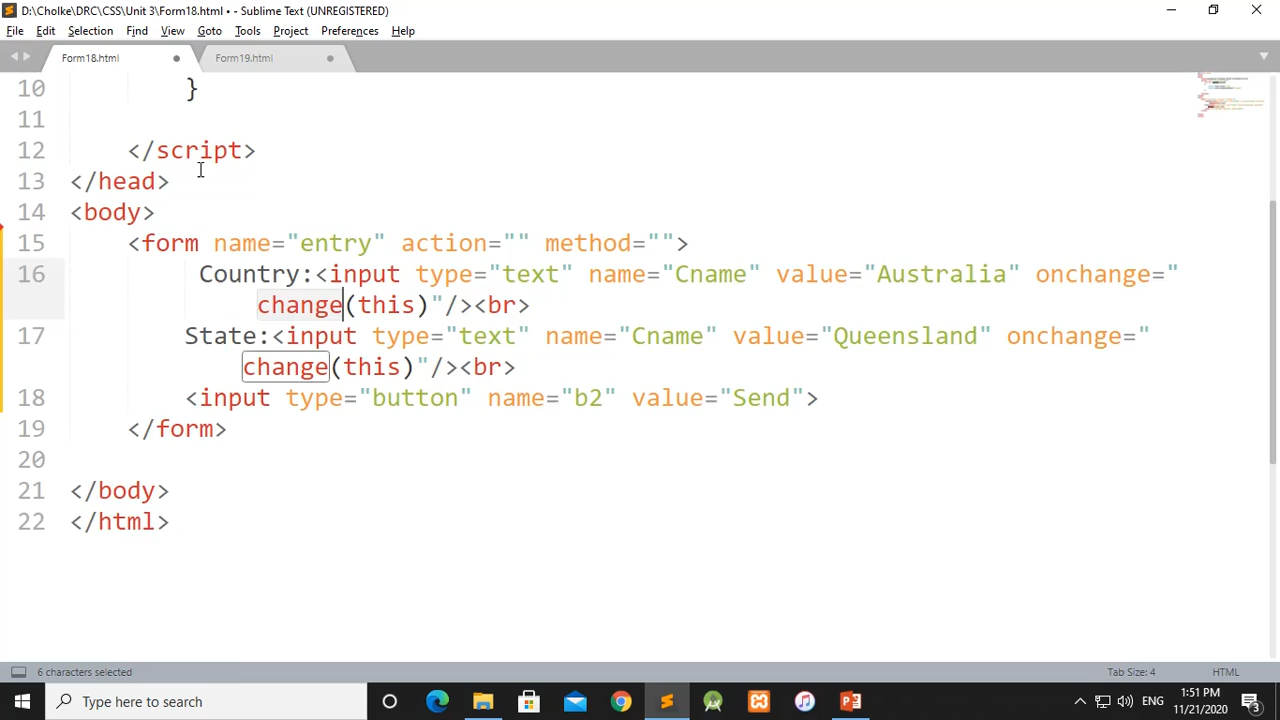 D:\Cholke\DRC\CSS\Unit 3\Form18.html • - Sublime Text (UNREGISTERED)
File Edit Selection Find View Goto Tools Project Preferences Help
Form18.html Form19.html
10 }
11
12 </script>
13 </head>
14 <body>
15 <form name="entry" action="" method="">
16 Country:<input type="text" name="Cname" value="Australia" onchange="
change(this)"/><br>
17 State:<input type="text" name="Cname" value="Queensland" onchange="
change(this)"/><br>
18 <input type="button" name="b2" value="Send">
19 </form>
20
21 </body>
22 </html>
6 characters selected Tab Size: 4 HTML
Type here to search ENG 1:51 PM
11/21/2020 3